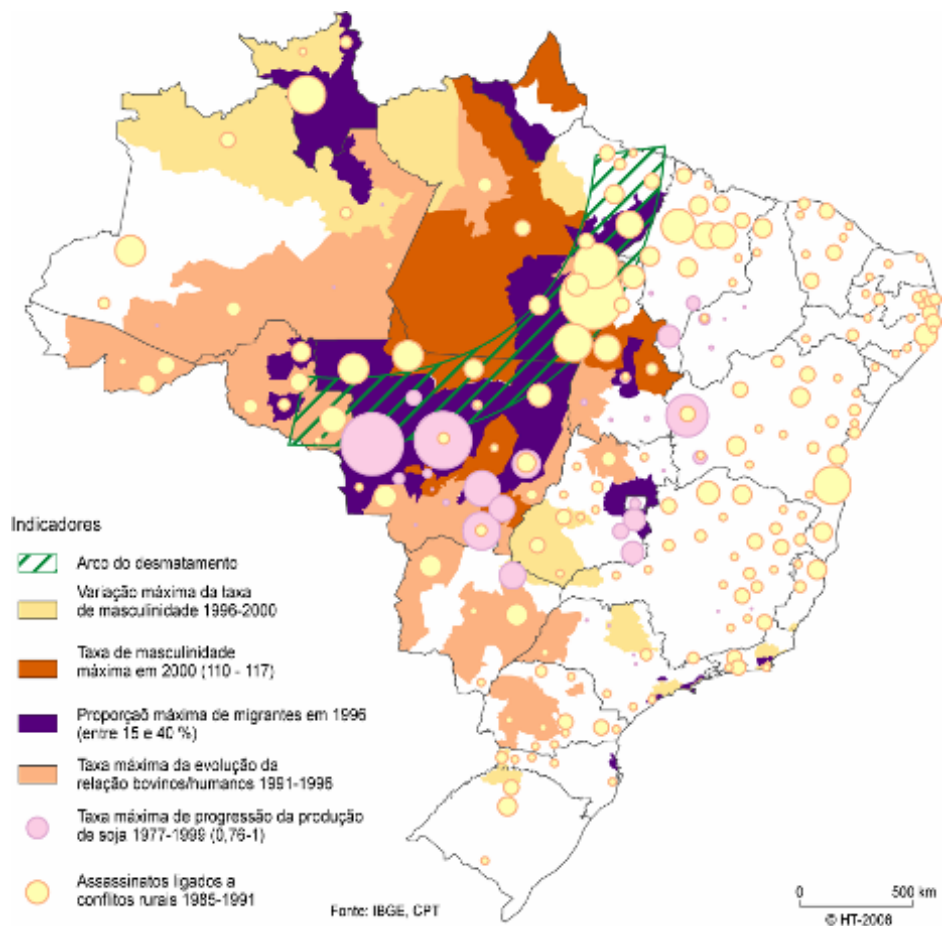 Indicadores
Arco do desmatamento
Variação máxima da taxa
de masculinidade 1996-2000
Taxa de masculinidade
máxima em 2000 (110 - 117)
Proporçaõ máxima de migrantes em 1996
(entre 15 e 40 %)
Taxa máxima da evolução da
relação bovinos/humanos 1991-1996
Taxa máxima de progressão da produção
de soja 1977-1999 (0,76-1)
Assassinatos ligados a
conflitos rurais 1985-1991
Fonte: IBGE, CPT
0 500 km
© HT-2008